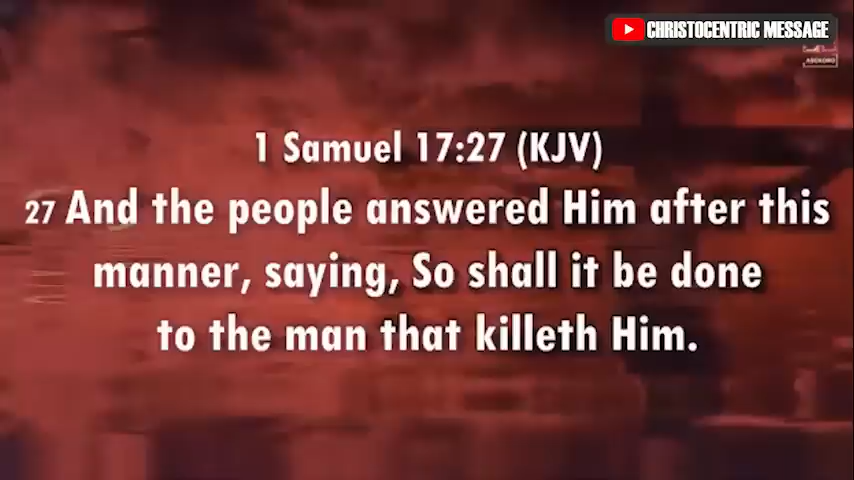 CHRISTOCENTRIC MESSAGE
ASOKORO
1 Samuel 17:27 (KJV)
27 And the people answered Him after this
manner, saying, So shall it be done
to the man that killeth Him.